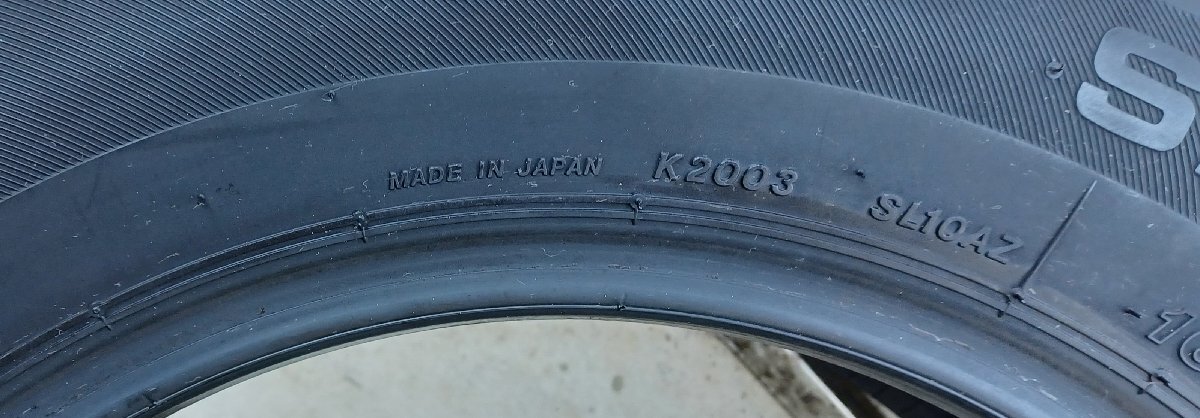 MADE IN JAPAN K2003 SL10AZ
S